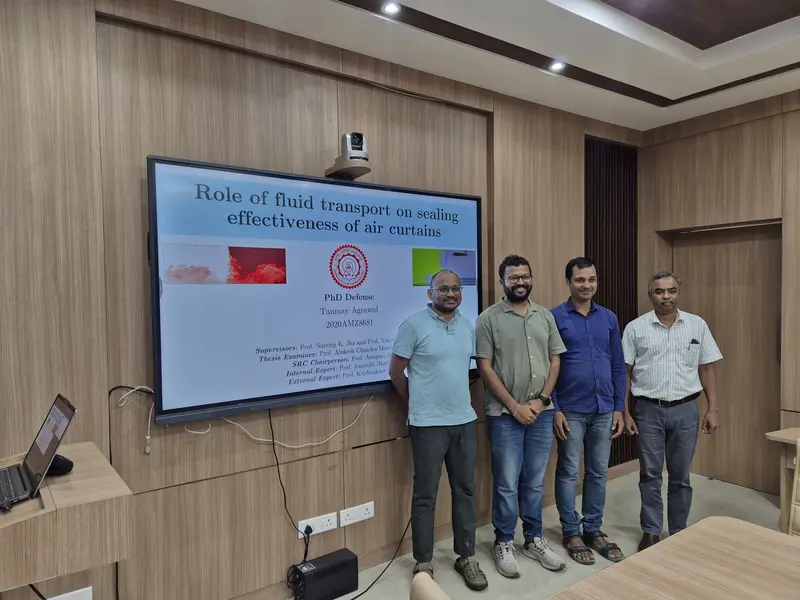 Role of fluid transport on sealing
effectiveness of air curtains
PhD Defense
Tanmay Agrawal
2020AMZ8681
Supervisors: Prof. Narsing K. Jha and Prof.
Thesis Examiner: Prof. Abakash Chandra
SRC Chairperson: Prof.
Internal Expert: Prof.
External Expert: Prof.